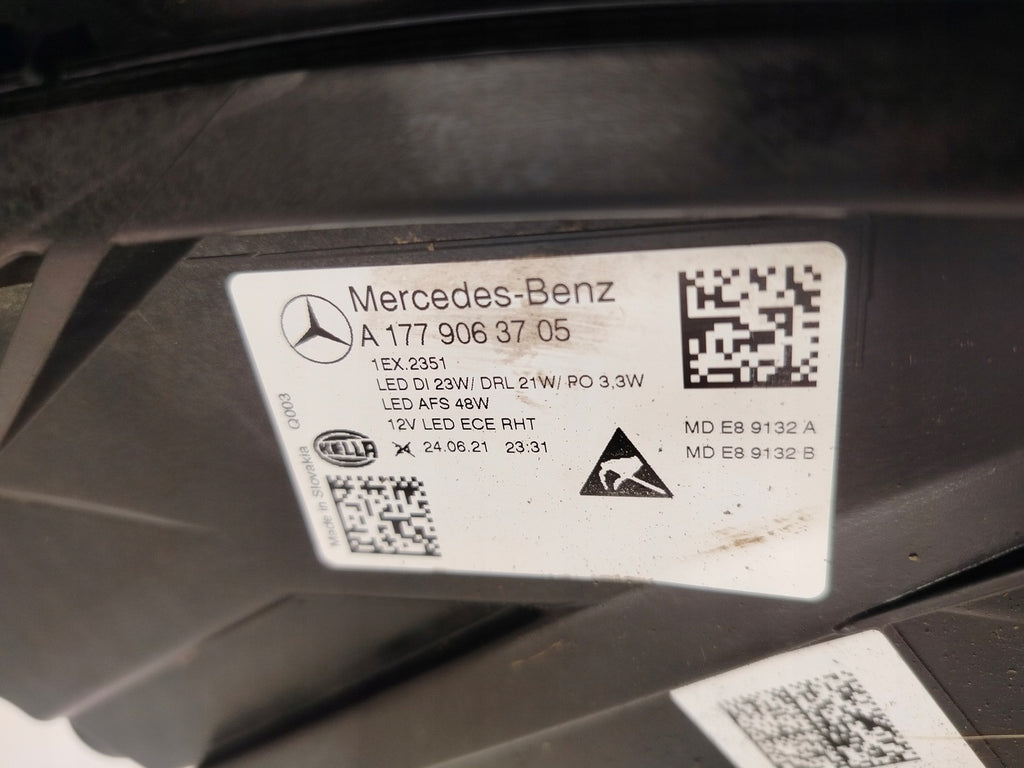 Mercedes-Benz
A 177 906 37 05
1EX.2351
LED DI 23W/ DRL 21W/ PO 3,3W
LED AFS 48W
12V LED ECE RHT
HELLA 24.06.21 23:31
MD E8 9132 A
MD E8 9132 B
Made in Slovakia Q003